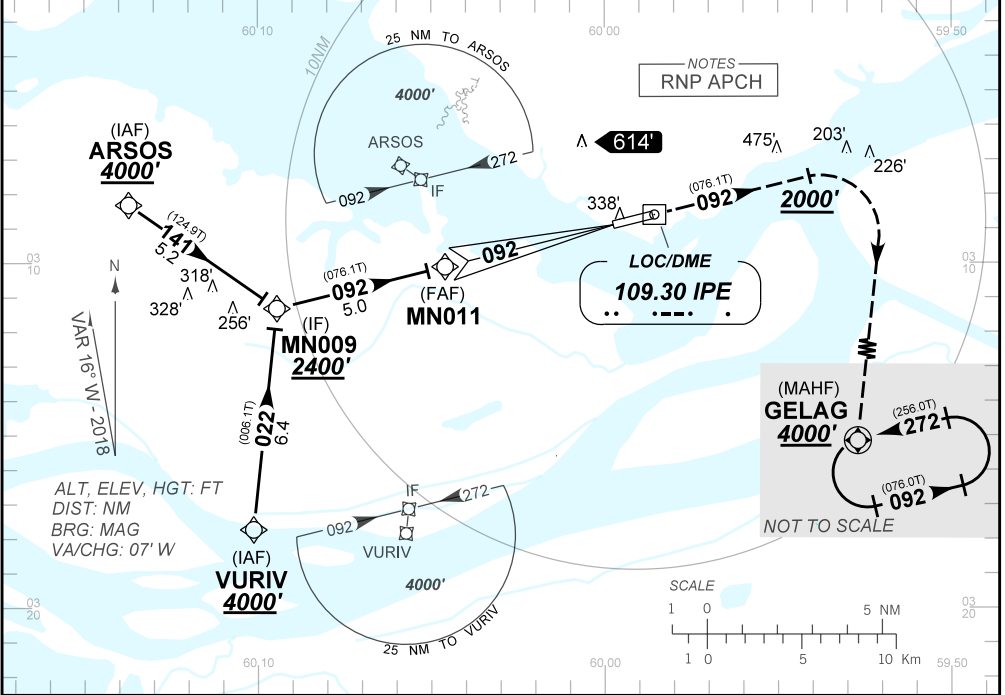 60 10
60 00
59 50
10NM
25 NM TO ARSOS
4000'
ARSOS
IF
092
272
NOTES
RNP APCH
(IAF)
ARSOS
4000'
614'
475'
203'
226'
338'
(076.1T)
092
2000'
(124.9T)
141
5.2
318'
328'
256'
N
VAR 16° W - 2018
03
10
(076.1T)
092
5.0
(IF)
MN009
2400'
(FAF)
MN011
092
LOC/DME
109.30 IPE
03
10
(006.1T)
022
6.4
(MAHF)
GELAG
4000'
(256.0T)
272
(076.0T)
092
NOT TO SCALE
ALT, ELEV, HGT: FT
DIST: NM
BRG: MAG
VA/CHG: 07' W
(IAF)
VURIV
4000'
IF
092
272
VURIV
4000'
25 NM TO VURIV
SCALE
1 0 5 NM
1 0 5 10 Km
03
20
03
20
60 10
60 00
59 50